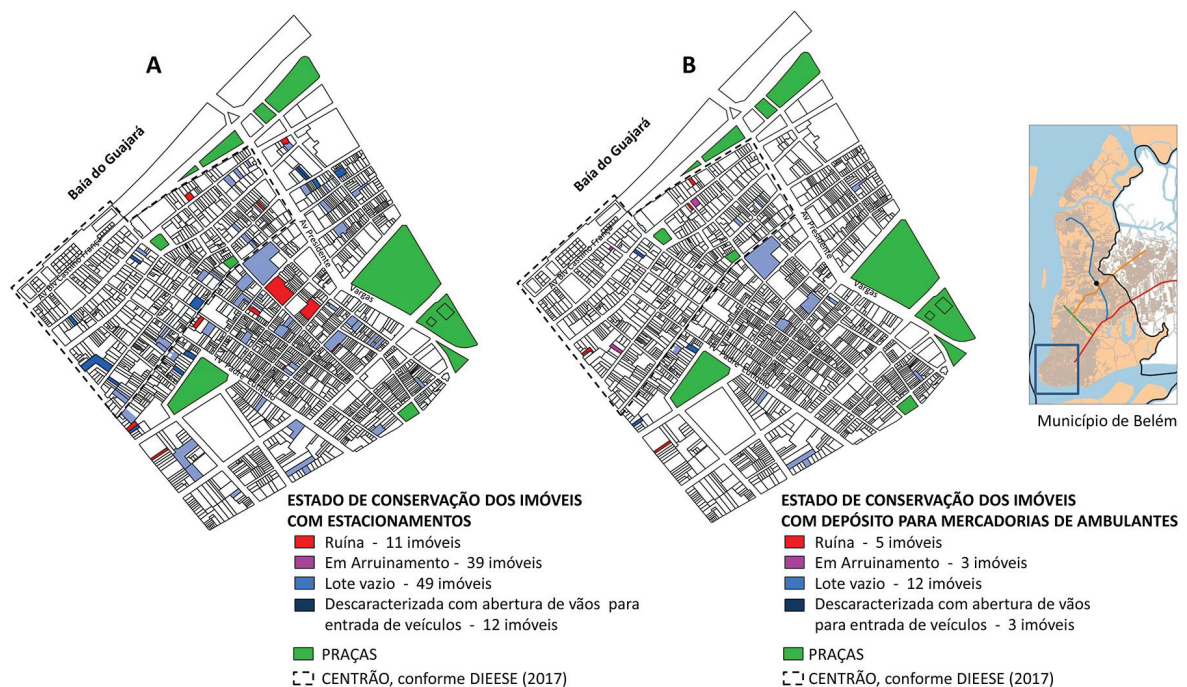 A
Baía do Guajará
Av Presidente
Vargas
ESTADO DE CONSERVAÇÃO DOS IMÓVEIS
COM ESTACIONAMENTOS
Ruína - 11 imóveis
Em Arruinamento - 39 imóveis
Lote vazio - 49 imóveis
Descaracterizada com abertura de vãos para
entrada de veículos - 12 imóveis
PRAÇAS
CENTRÃO, conforme DIEESE (2017)
B
Baía do Guajará
Av Presidente
Vargas
ESTADO DE CONSERVAÇÃO DOS IMÓVEIS
COM DEPÓSITO PARA MERCADORIAS DE AMBULANTES
Ruína - 5 imóveis
Em Arruinamento - 3 imóveis
Lote vazio - 12 imóveis
Descaracterizada com abertura de vãos
para entrada de veículos - 3 imóveis
PRAÇAS
CENTRÃO, conforme DIEESE (2017)
Município de Belém